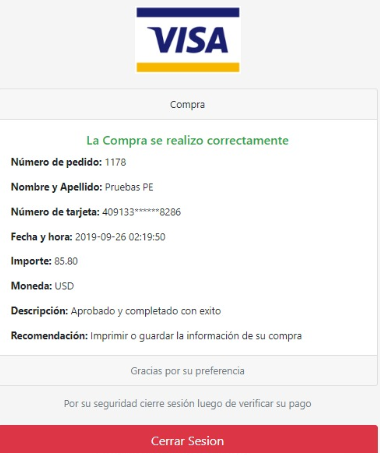 VISA
Compra
La Compra se realizo correctamente
Número de pedido: 1178
Nombre y Apellido: Pruebas PE
Número de tarjeta: 409133******8286
Fecha y hora: 2019-09-26 02:19:50
Importe: 85.80
Moneda: USD
Descripción: Aprobado y completado con exito
Recomendación: Imprimir o guardar la información de su compra
Gracias por su preferencia
Por su seguridad cierre sesión luego de verificar su pago
Cerrar Sesion